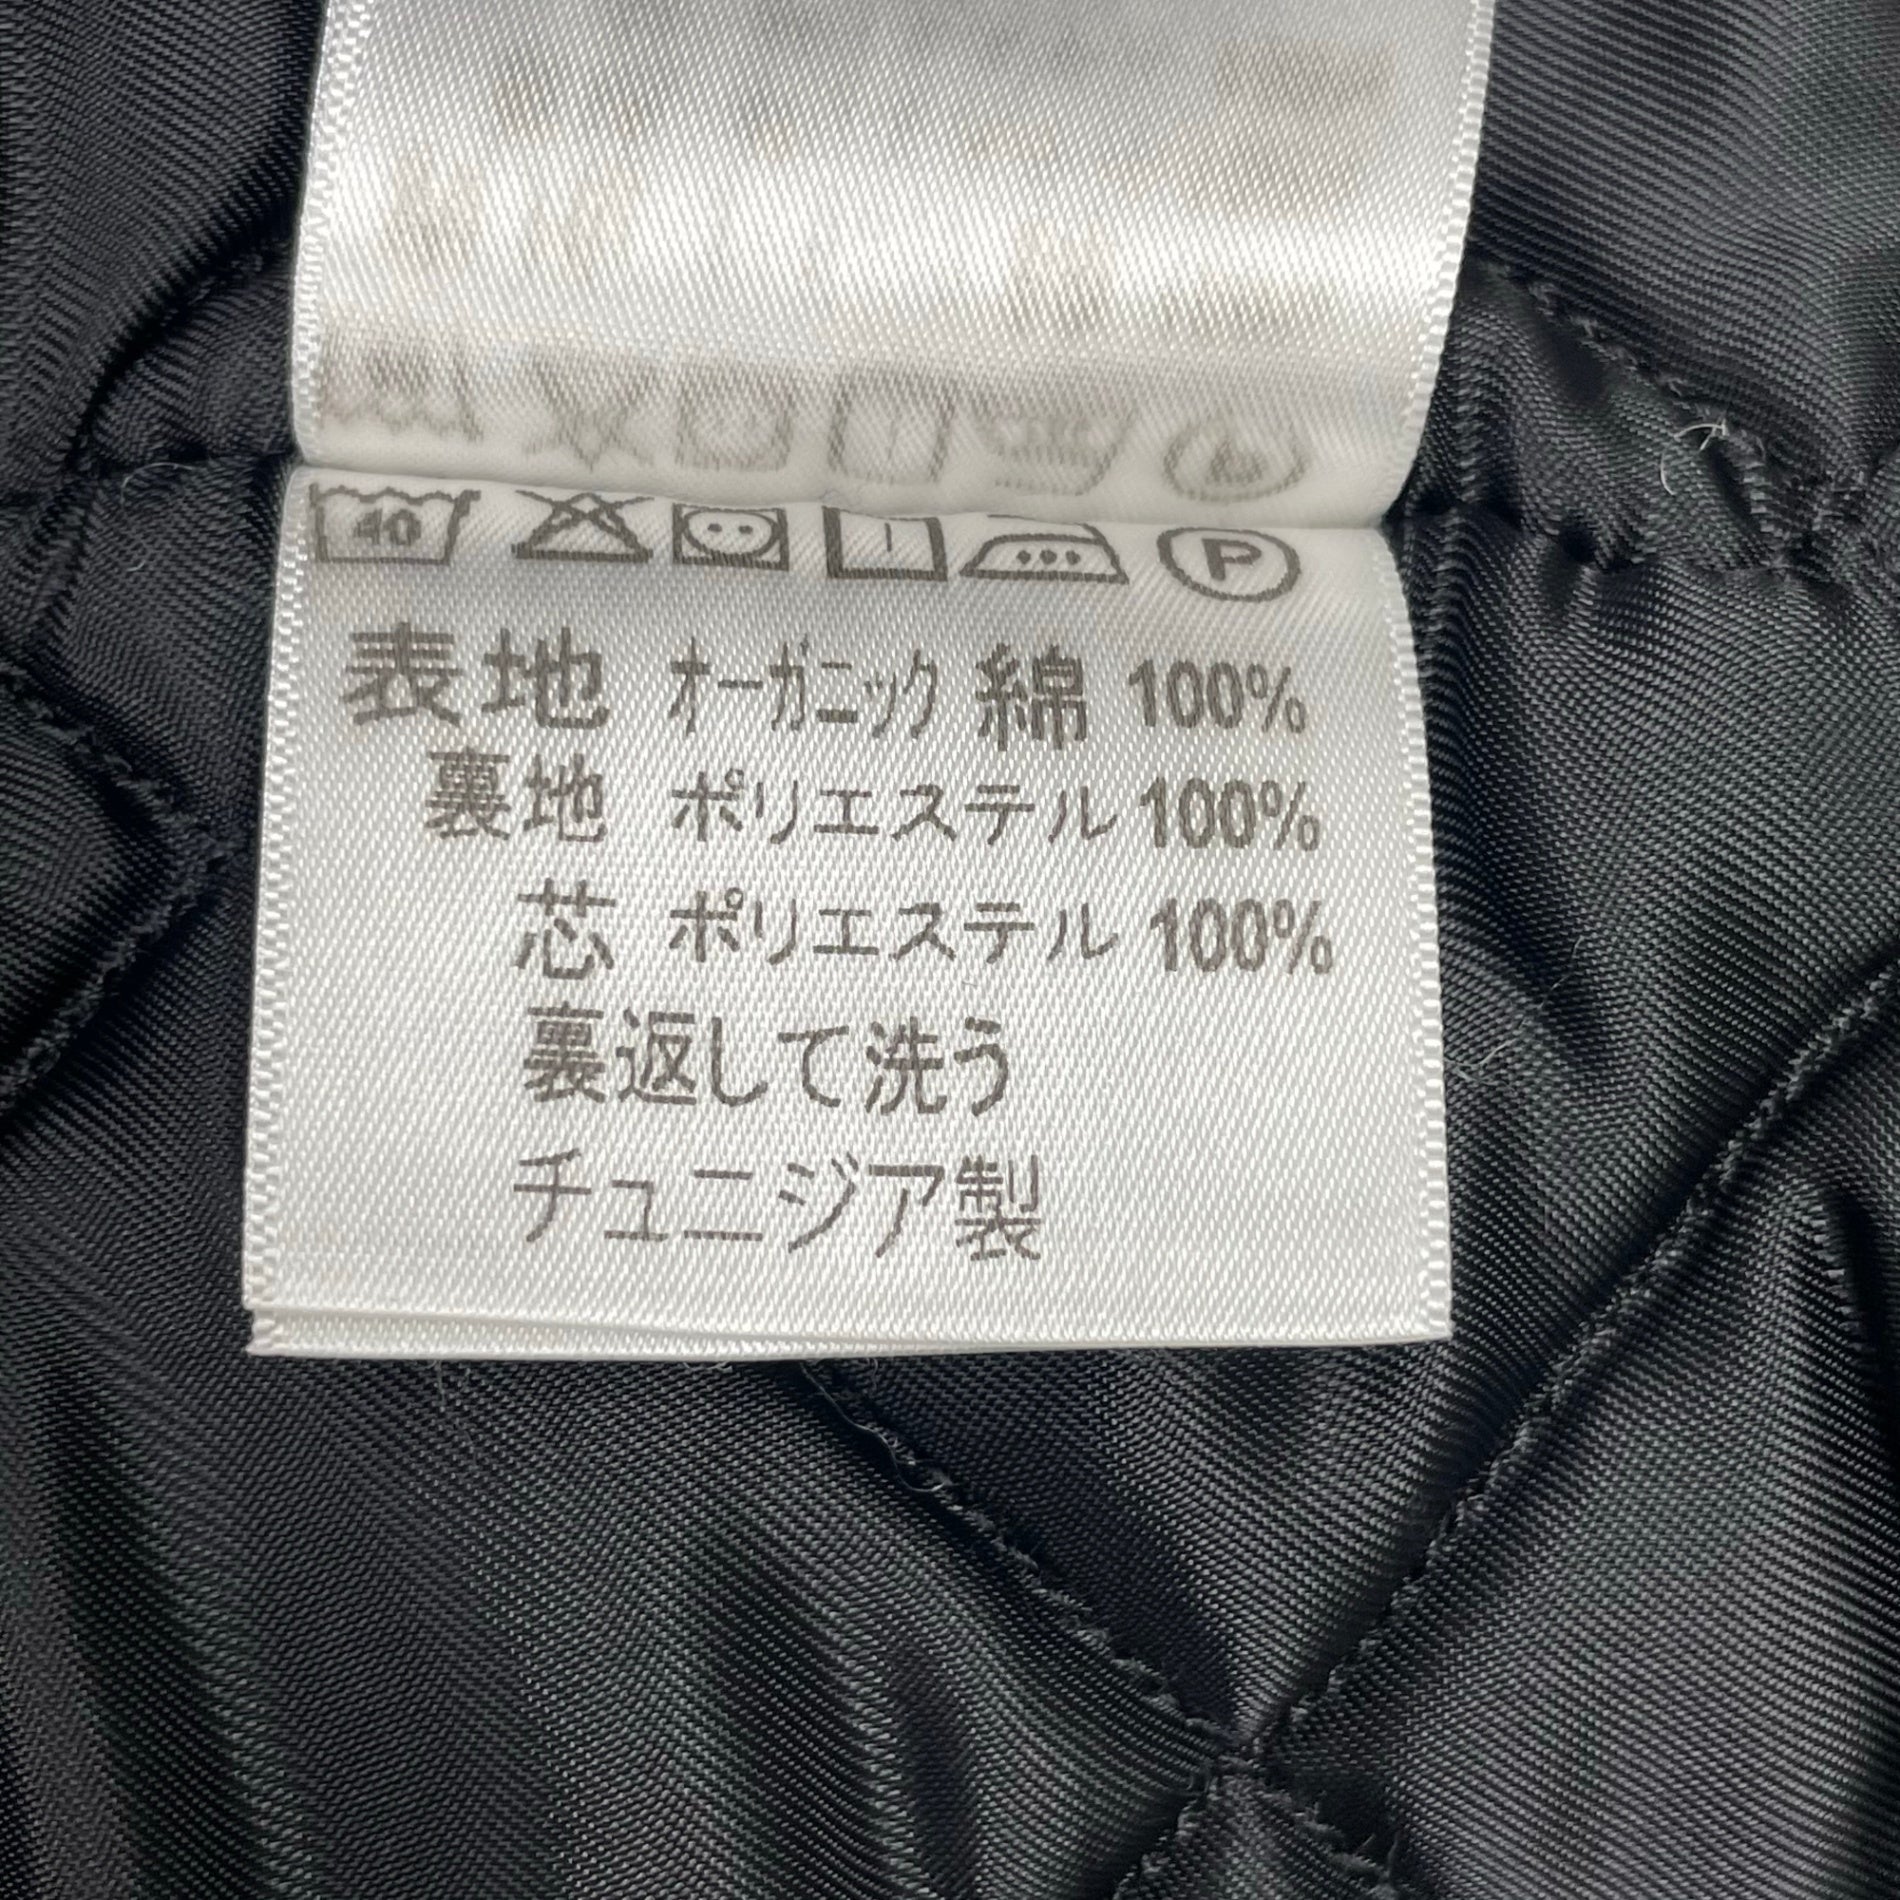 40 P
表地 オーガニック 綿 100%
裏地 ポリエステル 100%
芯 ポリエステル 100%
裏返して洗う
チュニジア製